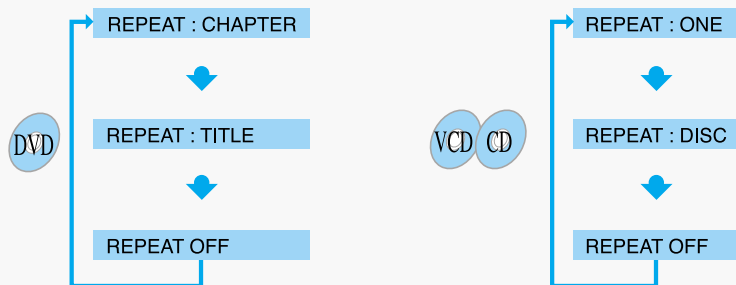 REPEAT : CHAPTER
DVD
REPEAT : TITLE
REPEAT OFF
REPEAT : ONE
VCD CD
REPEAT : DISC
REPEAT OFF